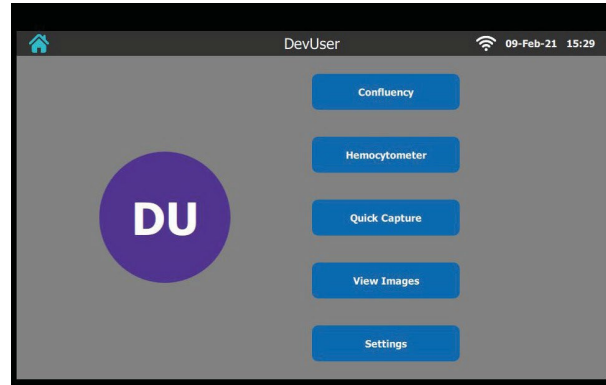 DevUser
09-Feb-21 15:29
Confluency
Hemocytometer
DU
Quick Capture
View Images
Settings